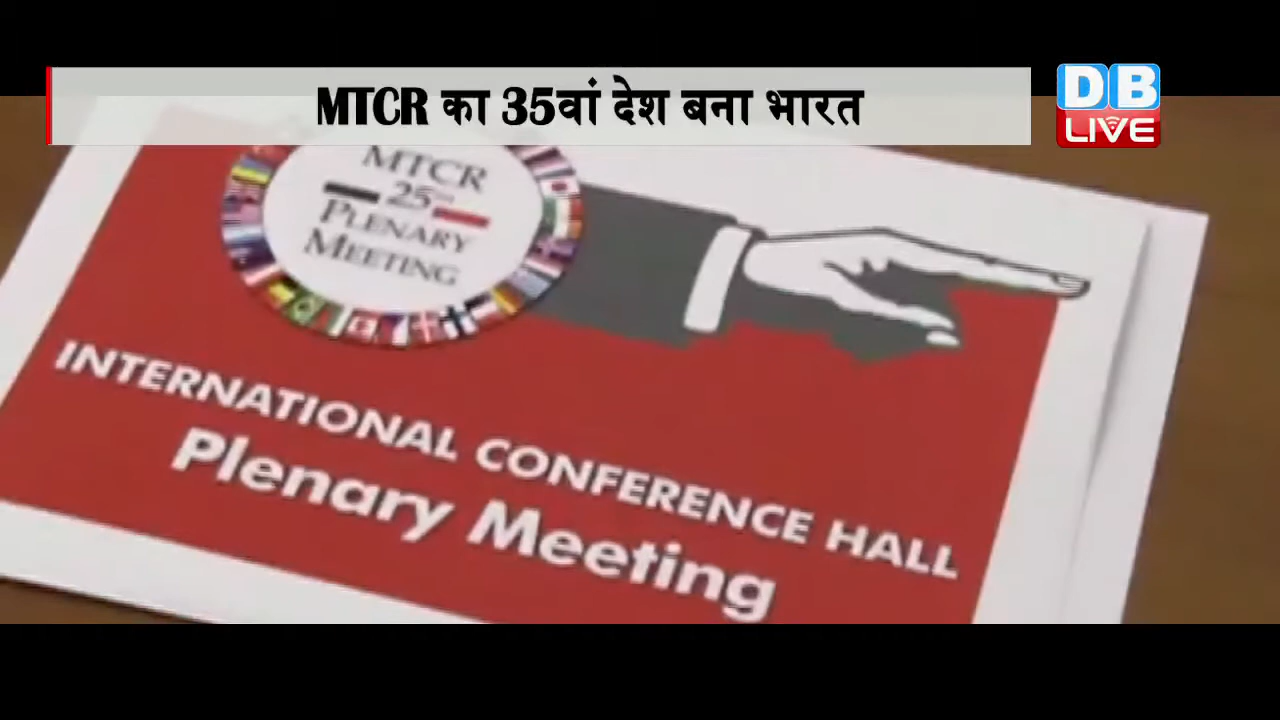 MTCR का 35वां देश बना भारत
DB
LIVE
MTCR
25TH
PLENARY
MEETING
INTERNATIONAL CONFERENCE HALL
Plenary Meeting